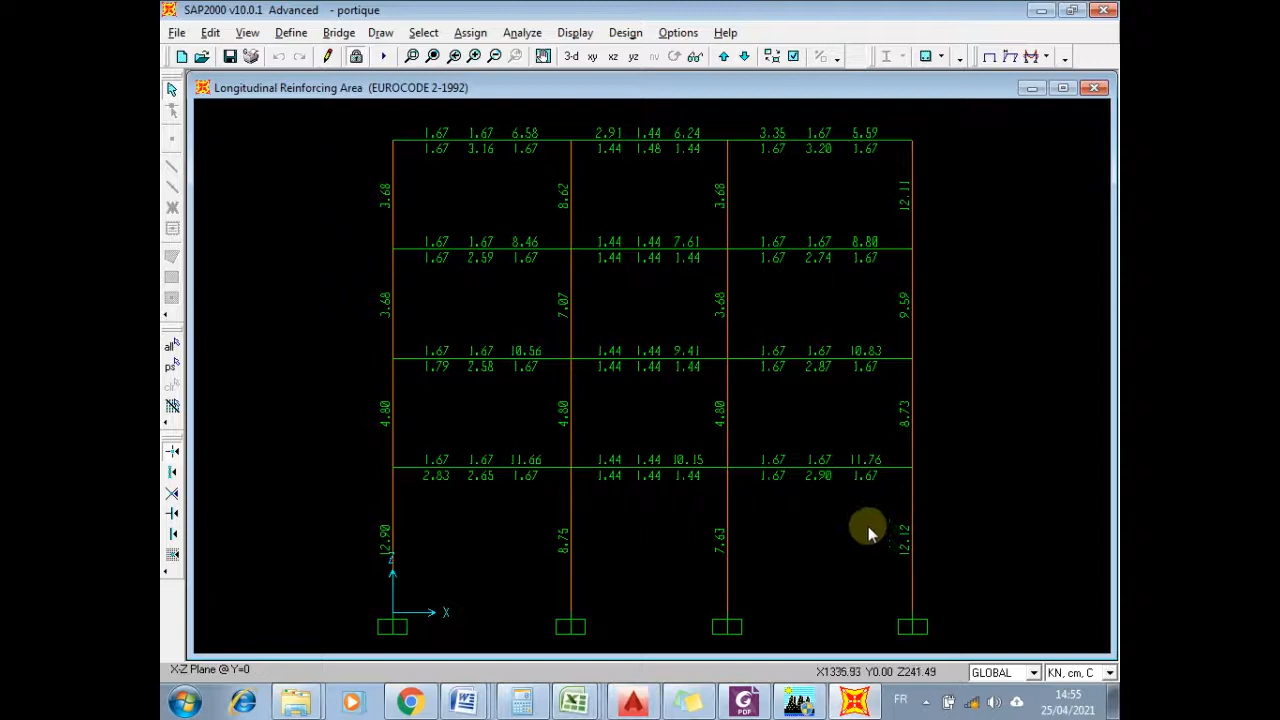 SAP2000 v10.0.1 Advanced - portique
File Edit View Define Bridge Draw Select Assign Analyze Display Design Options Help
3-d xy xz yz nv
Longitudinal Reinforcing Area (EUROCODE 2-1992)
1.67 1.67 6.58 2.91 1.44 6.24 3.35 1.67 5.59
1.67 3.16 1.67 1.44 1.48 1.44 1.67 3.20 1.67
3.68 8.62 3.68 12.11
1.67 1.67 8.46 1.44 1.44 7.61 1.67 1.67 8.80
1.67 2.59 1.67 1.44 1.44 1.44 1.67 2.74 1.67
3.68 7.07 3.68 9.59
1.67 1.67 10.56 1.44 1.44 9.41 1.67 1.67 10.83
1.79 2.58 1.67 1.44 1.44 1.44 1.67 2.87 1.67
4.80 4.80 4.80 8.73
1.67 1.67 11.66 1.44 1.44 10.15 1.67 1.67 11.76
2.83 2.65 1.67 1.44 1.44 1.44 1.67 2.90 1.67
12.90 8.75 7.63 12.12
Z
X
all
ps
clr
X-Z Plane @ Y=0
X1336.93 Y0.00 Z241.49
GLOBAL
KN, cm, C
FR
14:55
25/04/2021
PDF